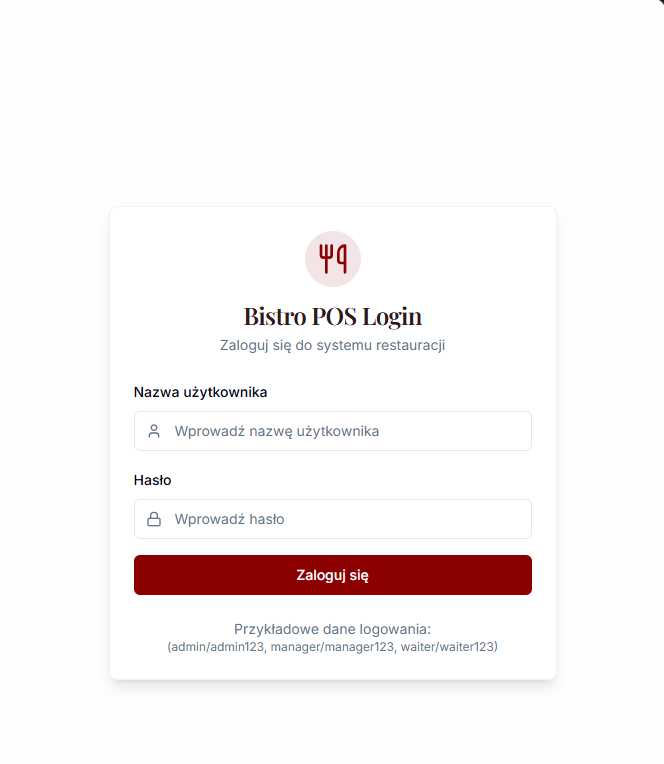 Bistro POS Login
Zaloguj się do systemu restauracji
Nazwa użytkownika
Wprowadź nazwę użytkownika
Hasło
Wprowadź hasło
Zaloguj się
Przykładowe dane logowania:
(admin/admin123, manager/manager123, waiter/waiter123)